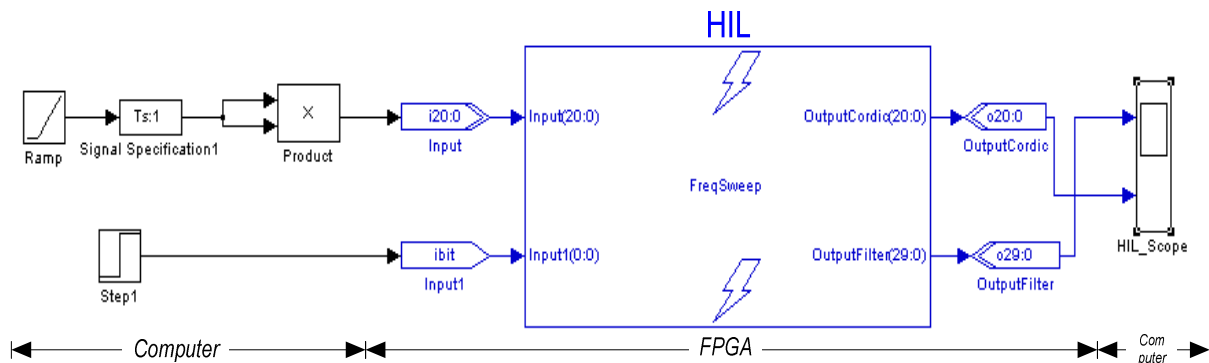 HIL
Ts:1
X
i20:0
Input(20:0)
OutputCordic(20:0)
o20:0
Ramp
Signal Specification1
Product
Input
OutputCordic
FreqSweep
ibit
Input1(0:0)
OutputFilter(29:0)
o29:0
HIL_Scope
Step1
Input1
OutputFilter
Computer
FPGA
Com
puter